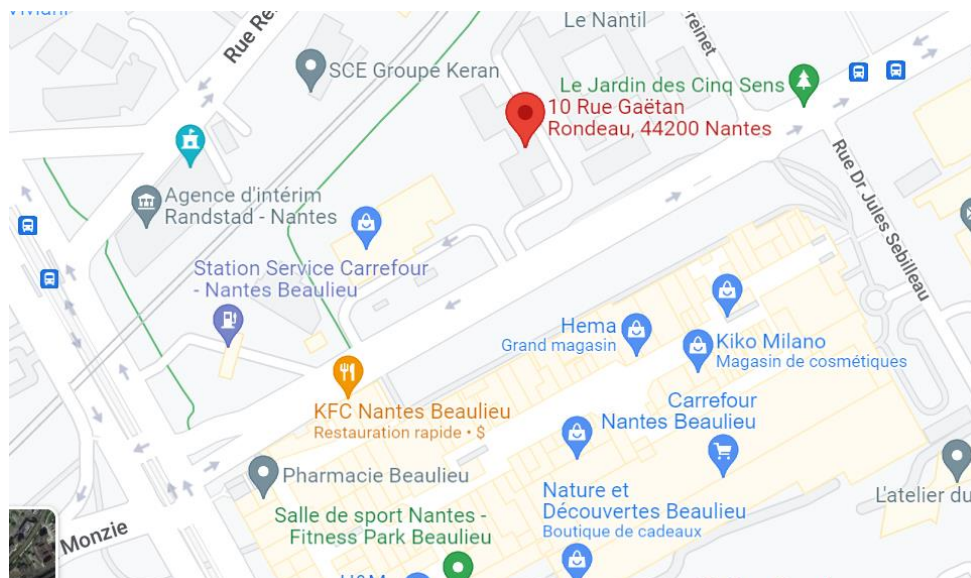 Viviani
Rue Re
Le Nantil
reinet
SCE Groupe Keran
Le Jardin des Cinq Sens
10 Rue Gaëtan
Rondeau, 44200 Nantes
Rue Dr Jules Sebilleau
Agence d'intérim
Randstad - Nantes
Station Service Carrefour
- Nantes Beaulieu
Hema
Grand magasin
Kiko Milano
Magasin de cosmétiques
KFC Nantes Beaulieu
Restauration rapide • $
Carrefour
Nantes Beaulieu
Pharmacie Beaulieu
Nature et
Découvertes Beaulieu
Boutique de cadeaux
L'atelier du
Salle de sport Nantes -
Fitness Park Beaulieu
Monzie
H&M